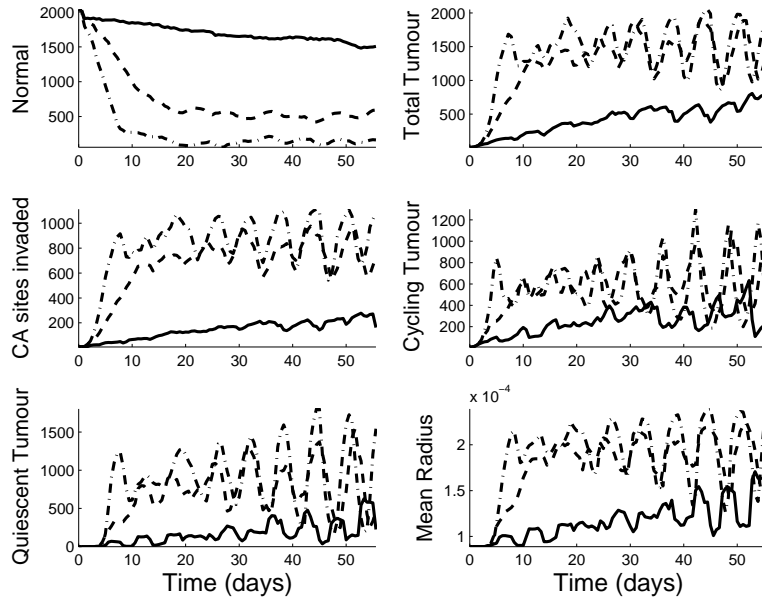 Normal
2000
1500
1000
500
0 10 20 30 40 50
Total Tumour
2000
1500
1000
500
0 10 20 30 40 50
CA sites invaded
1000
800
600
400
200
0 10 20 30 40 50
Cycling Tumour
1200
1000
800
600
400
200
0 10 20 30 40 50
Quiescent Tumour
1500
1000
500
0
0 10 20 30 40 50
Time (days)
Mean Radius
x 10⁻⁴
2
1.5
1
0 10 20 30 40 50
Time (days)